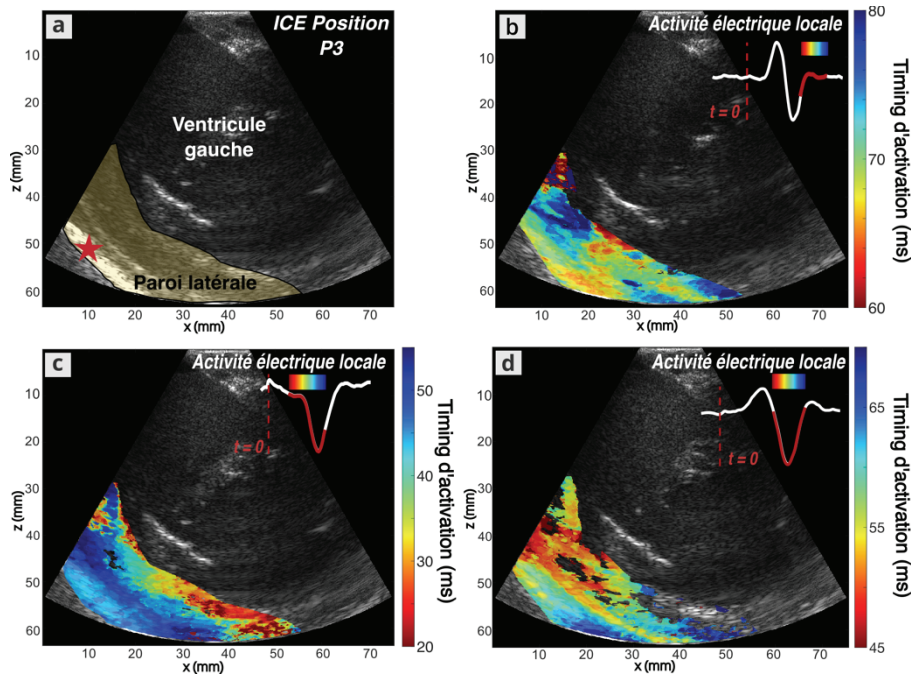 a
ICE Position
P3
Ventricule
gauche
Paroi latérale
z (mm)
10
20
30
40
50
60
10 20 30 40 50 60 70
x (mm)
b
Activité électrique locale
t = 0
z (mm)
10
20
30
40
50
60
10 20 30 40 50 60 70
x (mm)
80
70
60
Timing d'activation (ms)
c
Activité électrique locale
t = 0
z (mm)
10
20
30
40
50
60
10 20 30 40 50 60 70
x (mm)
50
40
30
20
Timing d'activation (ms)
d
Activité électrique locale
t = 0
z (mm)
10
20
30
40
50
60
10 20 30 40 50 60 70
x (mm)
65
55
45
Timing d'activation (ms)